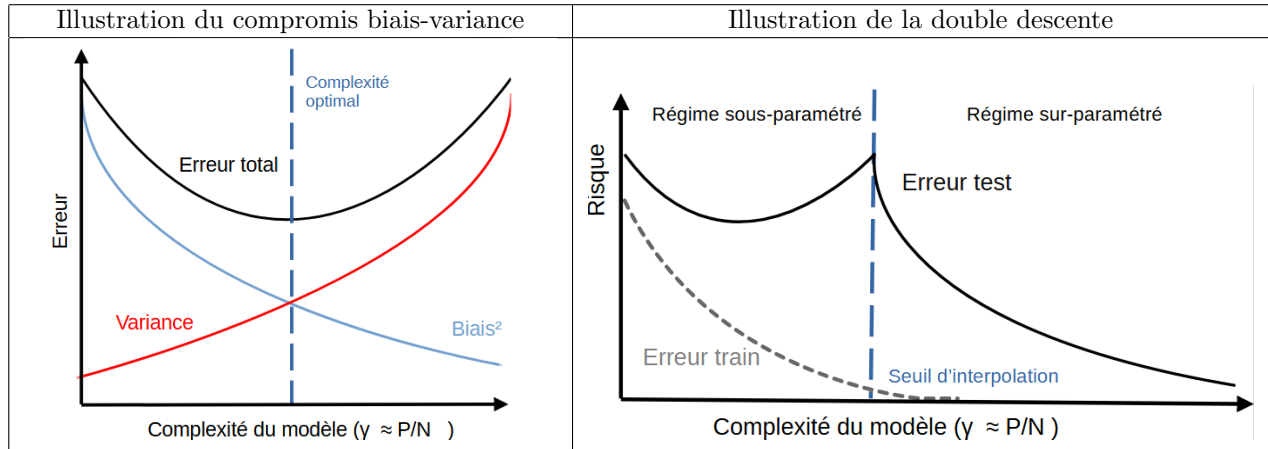 Illustration du compromis biais-variance
Complexité
optimal
Erreur total
Erreur
Variance
Biais²
Complexité du modèle (γ ≈ P/N )
Illustration de la double descente
Régime sous-paramétré
Régime sur-paramétré
Risque
Erreur test
Erreur train
Seuil d'interpolation
Complexité du modèle (γ ≈ P/N )